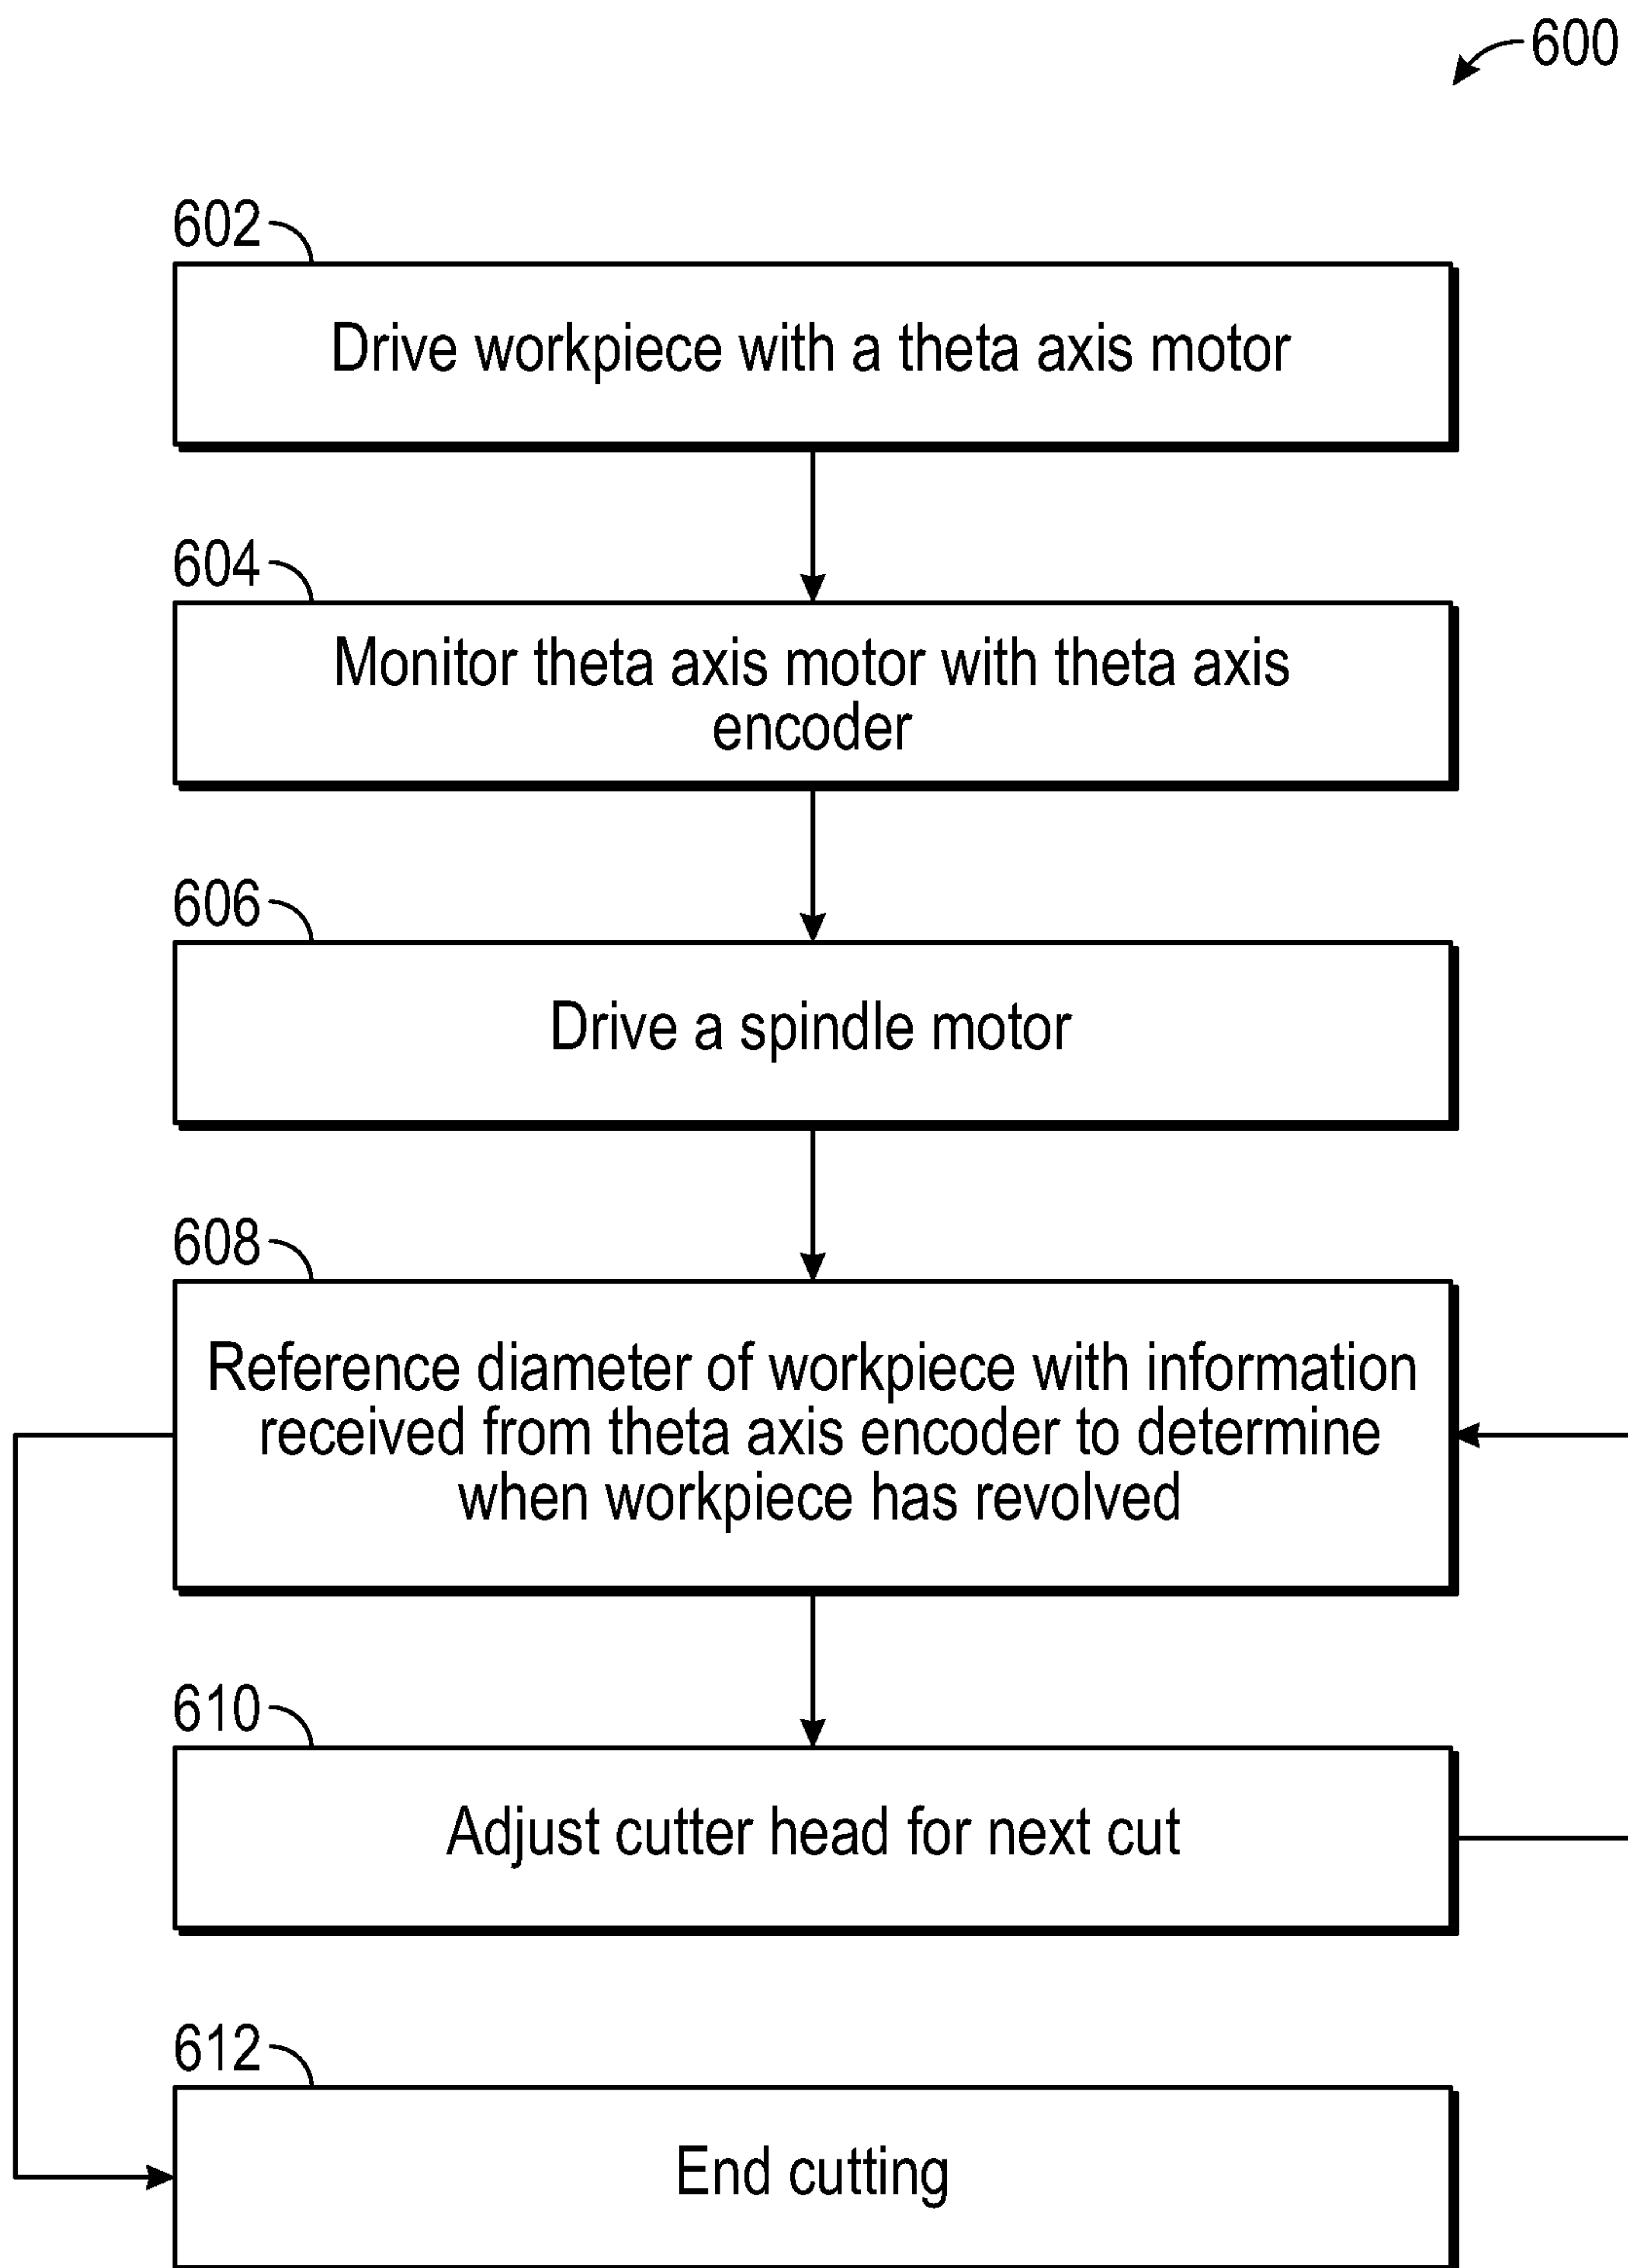 600
602
Drive workpiece with a theta axis motor
604
Monitor theta axis motor with theta axis
encoder
606
Drive a spindle motor
608
Reference diameter of workpiece with information
received from theta axis encoder to determine
when workpiece has revolved
610
Adjust cutter head for next cut
612
End cutting